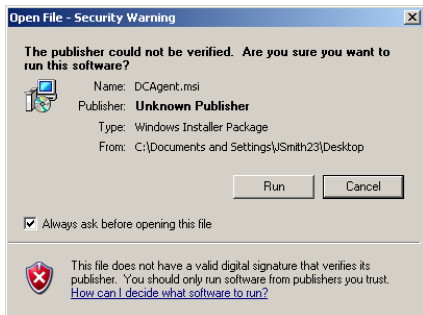 Open File - Security Warning
The publisher could not be verified. Are you sure you want to
run this software?
Name: DCAgent.msi
Publisher: Unknown Publisher
Type: Windows Installer Package
From: C:\Documents and Settings\JSmith23\Desktop
Run Cancel
Always ask before opening this file
This file does not have a valid digital signature that verifies its
publisher. You should only run software from publishers you trust.
How can I decide what software to run?